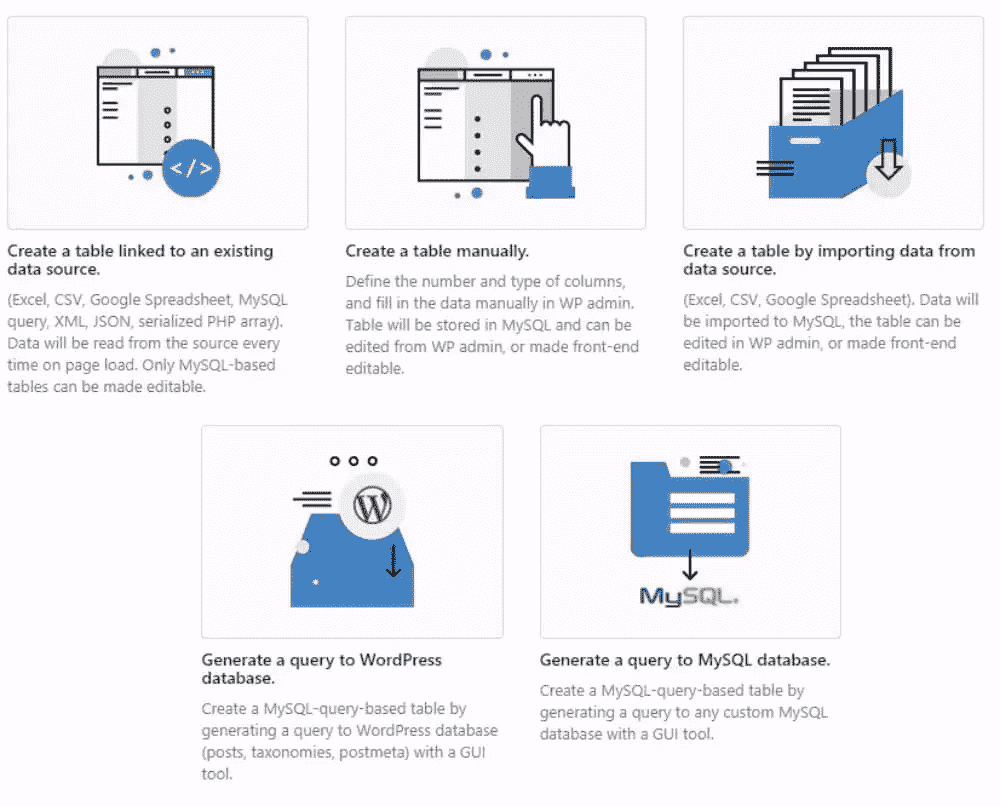 </>
Create a table linked to an existing
data source.
(Excel, CSV, Google Spreadsheet, MySQL
query, XML, JSON, serialized PHP array).
Data will be read from the source every
time on page load. Only MySQL-based
tables can be made editable.
Create a table manually.
Define the number and type of columns,
and fill in the data manually in WP admin.
Table will be stored in MySQL and can be
edited from WP admin, or made front-end
editable.
Create a table by importing data from
data source.
(Excel, CSV, Google Spreadsheet). Data will
be imported to MySQL, the table can be
edited in WP admin, or made front-end
editable.
W
Generate a query to WordPress
database.
Create a MySQL-query-based table by
generating a query to WordPress database
(posts, taxonomies, postmeta) with a GUI
tool.
MySQL.
Generate a query to MySQL database.
Create a MySQL-query-based table by
generating a query to any custom MySQL
database with a GUI tool.